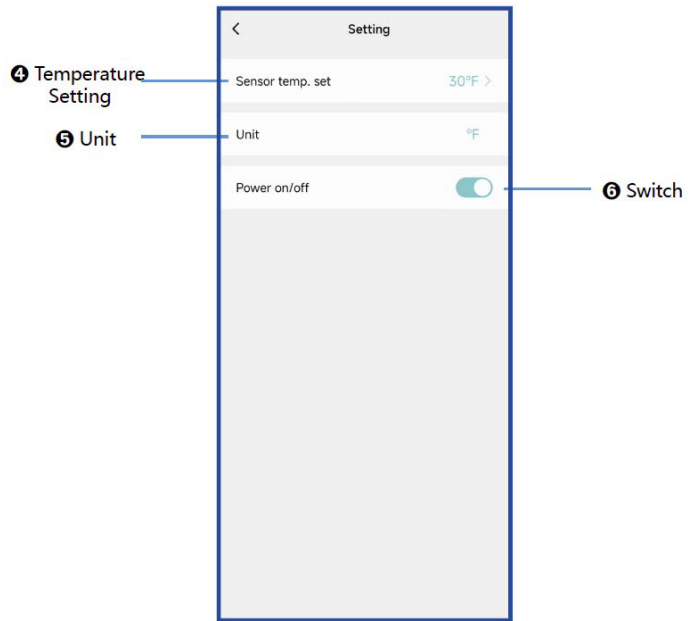 Setting
❹ Temperature
Setting
Sensor temp. set 30°F >
❺ Unit
Unit °F
Power on/off
❻ Switch